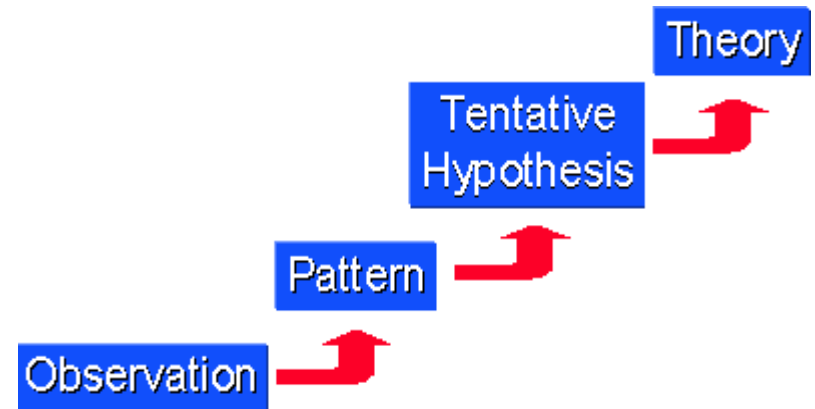 Theory
Tentative
Hypothesis
Pattern
Observation